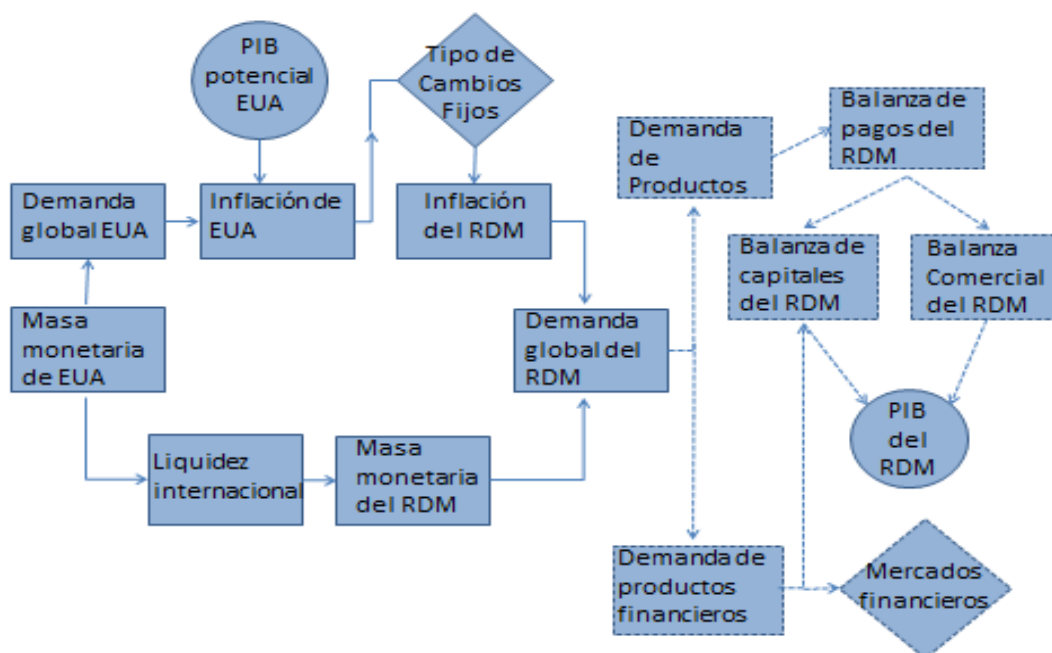 PIB
potencial
EUA
Tipo de
Cambios
Fijos
Demanda
global EUA
Inflación de
EUA
Inflación
del RDM
Masa
monetaria
de EUA
Liquidez
internacional
Masa
monetaria
del RDM
Demanda
global del
RDM
Demanda
de
Productos
Balanza de
pagos del
RDM
Balanza de
capitales
del RDM
Balanza
Comercial
del RDM
PIB
del
RDM
Demanda de
productos
financieros
Mercados
financieros